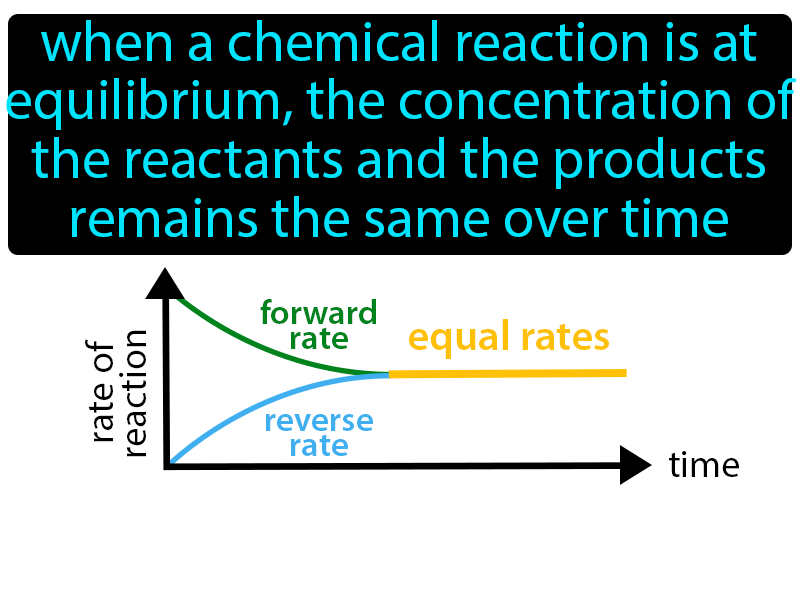 when a chemical reaction is at
equilibrium, the concentration of
the reactants and the products
remains the same over time
forward
rate
equal rates
rate of
reaction
reverse
rate
time